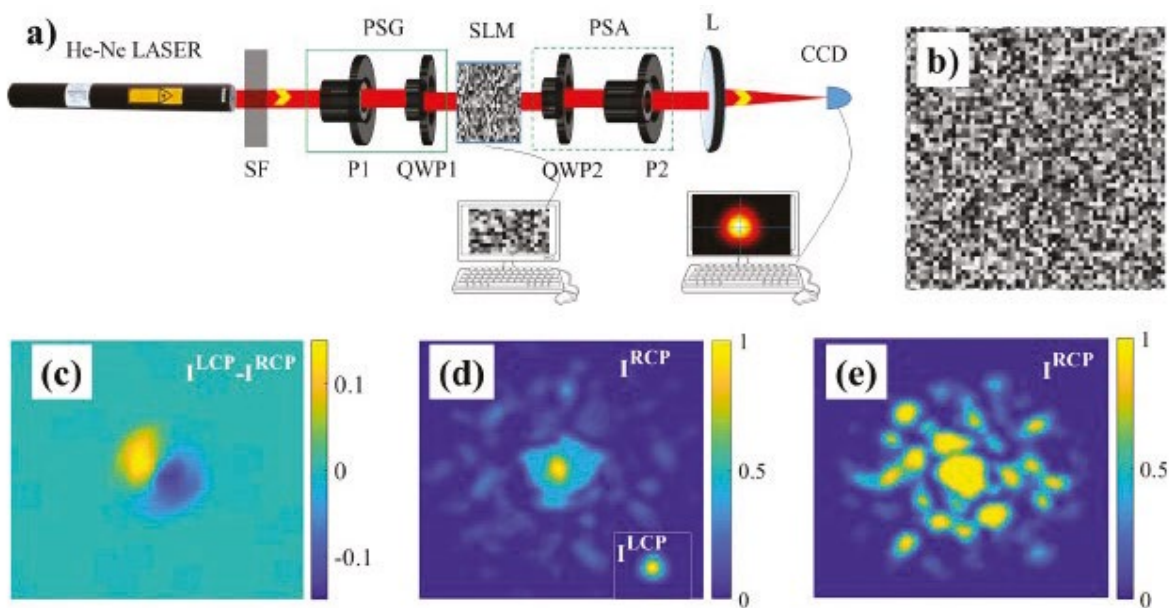 a)
He-Ne LASER
PSG
SLM
PSA
L
CCD
b)
SF
P1
QWP1
QWP2
P2
(c)
I^LCP-I^RCP
0.1
0
-0.1
(d)
I^RCP
I^LCP
1
0.5
0
(e)
I^RCP
1
0.5
0